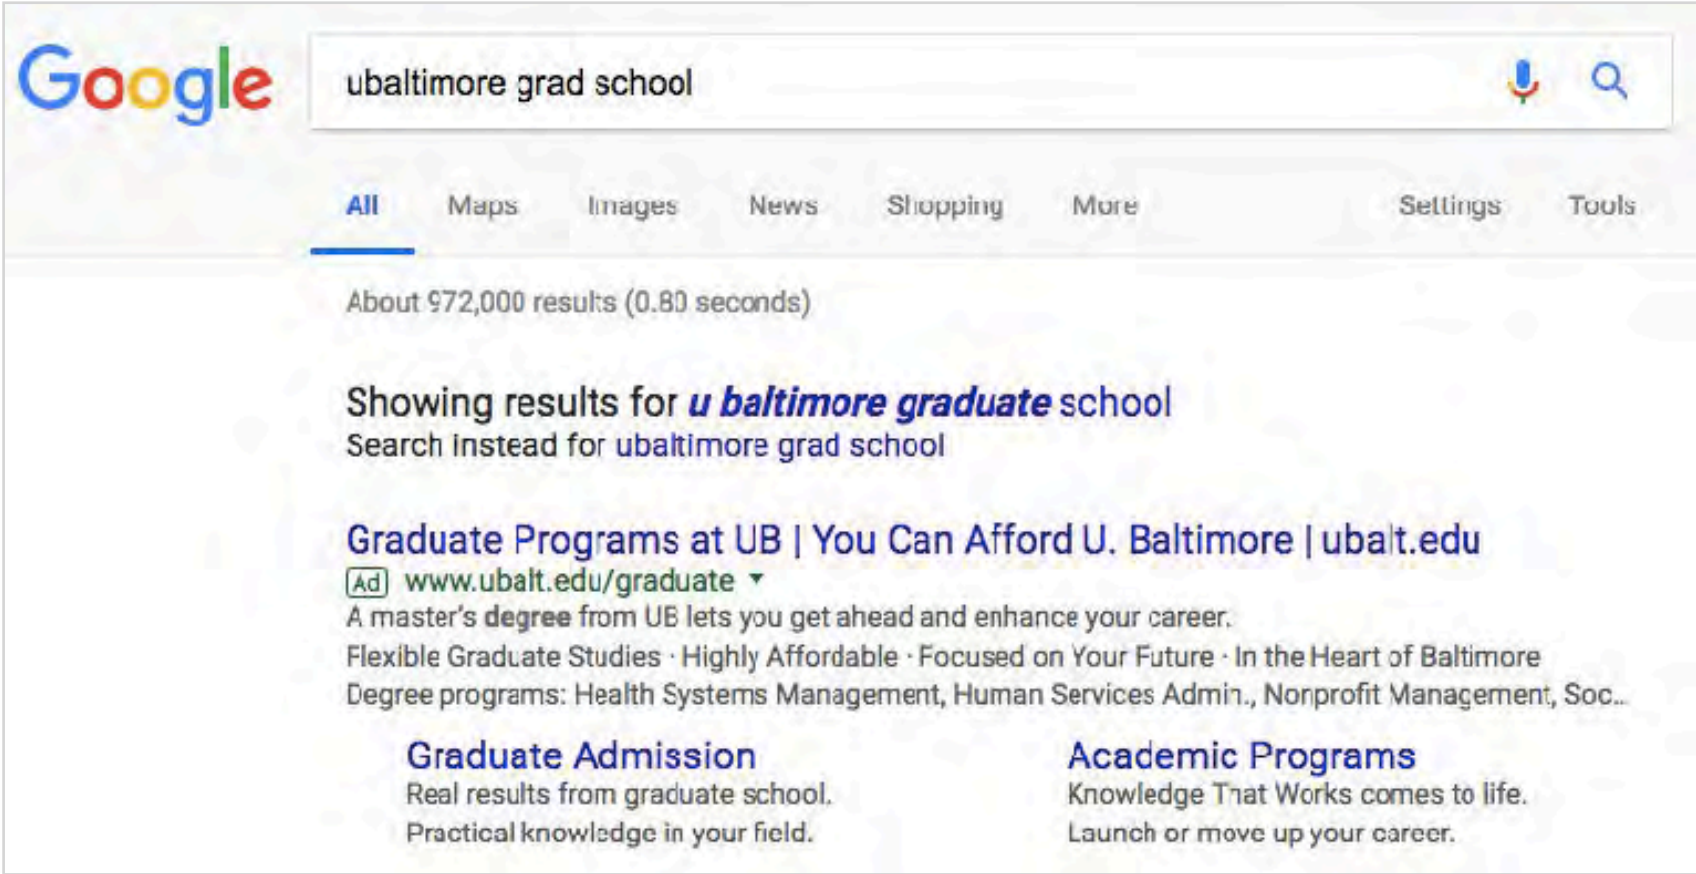 Google
ubaltimore grad school
All Maps Images News Shopping More Settings Tools
About 972,000 results (0.80 seconds)
Showing results for u baltimore graduate school
Search instead for ubaltimore grad school
Graduate Programs at UB | You Can Afford U. Baltimore | ubalt.edu
Ad www.ubalt.edu/graduate ▼
A master's degree from UB lets you get ahead and enhance your career.
Flexible Graduate Studies · Highly Affordable · Focused on Your Future · In the Heart of Baltimore
Degree programs: Health Systems Management, Human Services Admin., Nonprofit Management, Soc...
Graduate Admission
Real results from graduate school.
Practical knowledge in your field.
Academic Programs
Knowledge That Works comes to life.
Launch or move up your career.